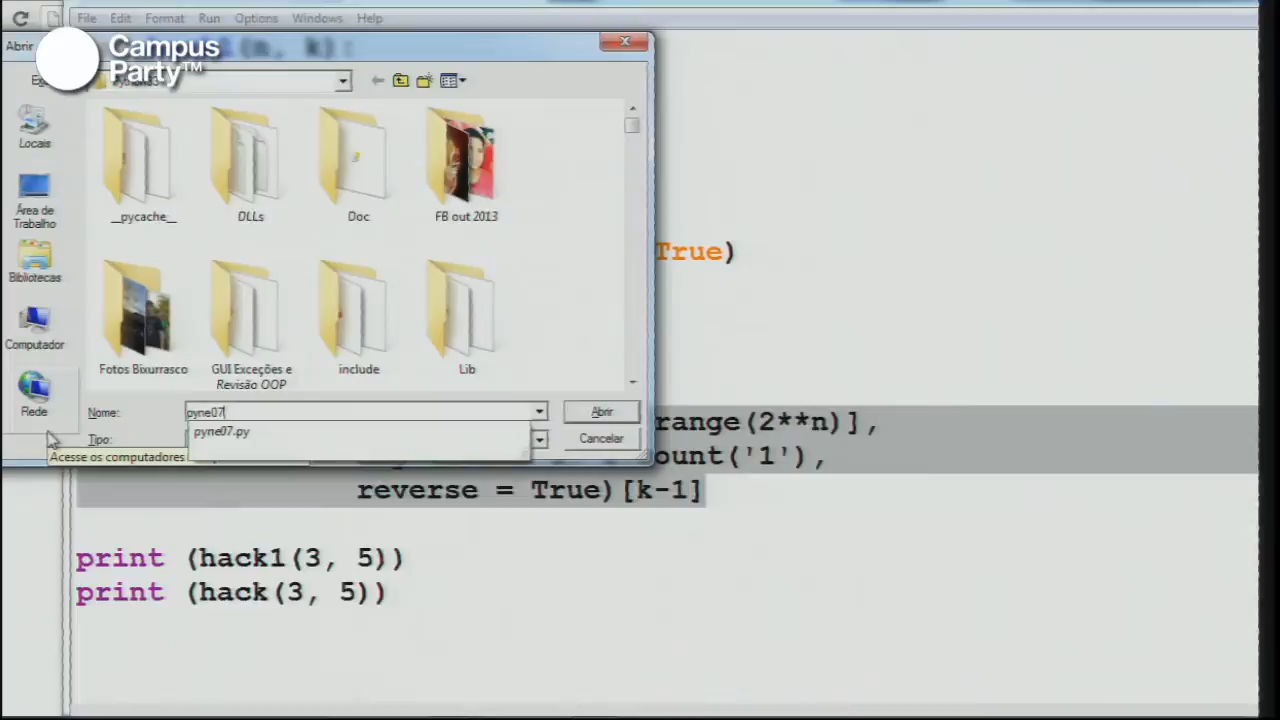 File Edit Format Run Options Windows Help
Abrir
Campus
Party™
(n, k):
Locais
Área de
Trabalho
Bibliotecas
Computador
Rede
__pycache__
DLLs
Doc
FB out 2013
Fotos Bixurrasco
GUI Exceções e
Revisão OOP
include
Lib
Nome:
pyne07
Abrir
Tipo:
pyne07.py
Cancelar
Acesse os computadores
True)
range(2**n)],
ount('1'),
reverse = True)[k-1]
print (hack1(3, 5))
print (hack(3, 5))